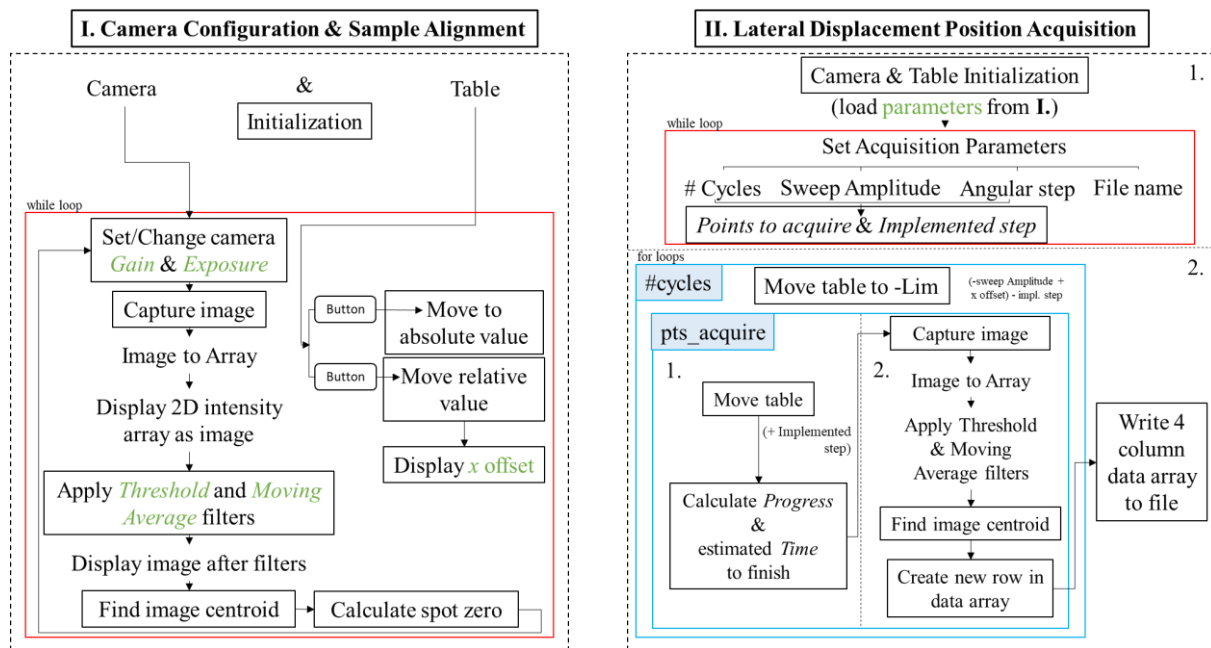 I. Camera Configuration & Sample Alignment
Camera
&
Table
Initialization
while loop
Set/Change camera
Gain & Exposure
Capture image
Image to Array
Display 2D intensity
array as image
Apply Threshold and Moving
Average filters
Display image after filters
Find image centroid
Calculate spot zero
Button
Move to
absolute value
Button
Move relative
value
Display x offset
II. Lateral Displacement Position Acquisition
1.
Camera & Table Initialization
(load parameters from I.)
while loop
Set Acquisition Parameters
# Cycles
Sweep Amplitude
Angular step
File name
Points to acquire & Implemented step
2.
for loops
#cycles
Move table to -Lim
(-sweep Amplitude +
x offset) - impl. step
pts_acquire
1.
Move table
(+ Implemented
step)
Calculate Progress
&
estimated Time
to finish
2.
Capture image
Image to Array
Apply Threshold
& Moving
Average filters
Find image centroid
Create new row in
data array
Write 4
column
data array
to file